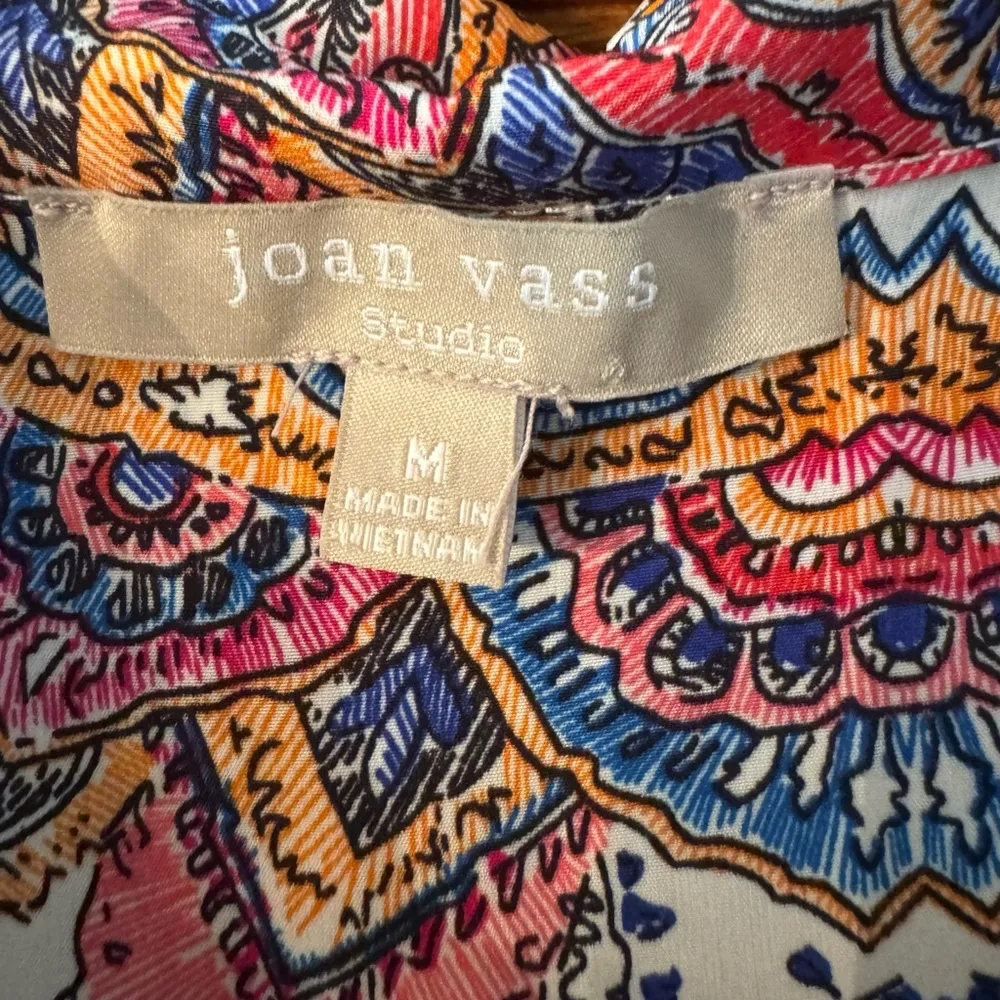 joan vass
Studio
M
MADE IN
VIETNAM